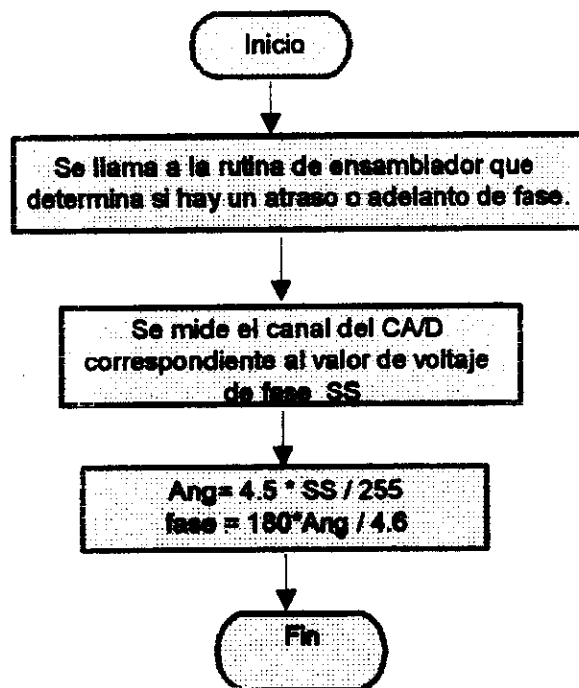 Inicio
Se llama a la rutina de ensamblador que
determina si hay un atraso o adelanto de fase.
Se mide el canal del CA/D
correspondiente al valor de voltaje
de fase SS
Ang= 4.5 * SS / 255
fase = 180*Ang / 4.6
Fin